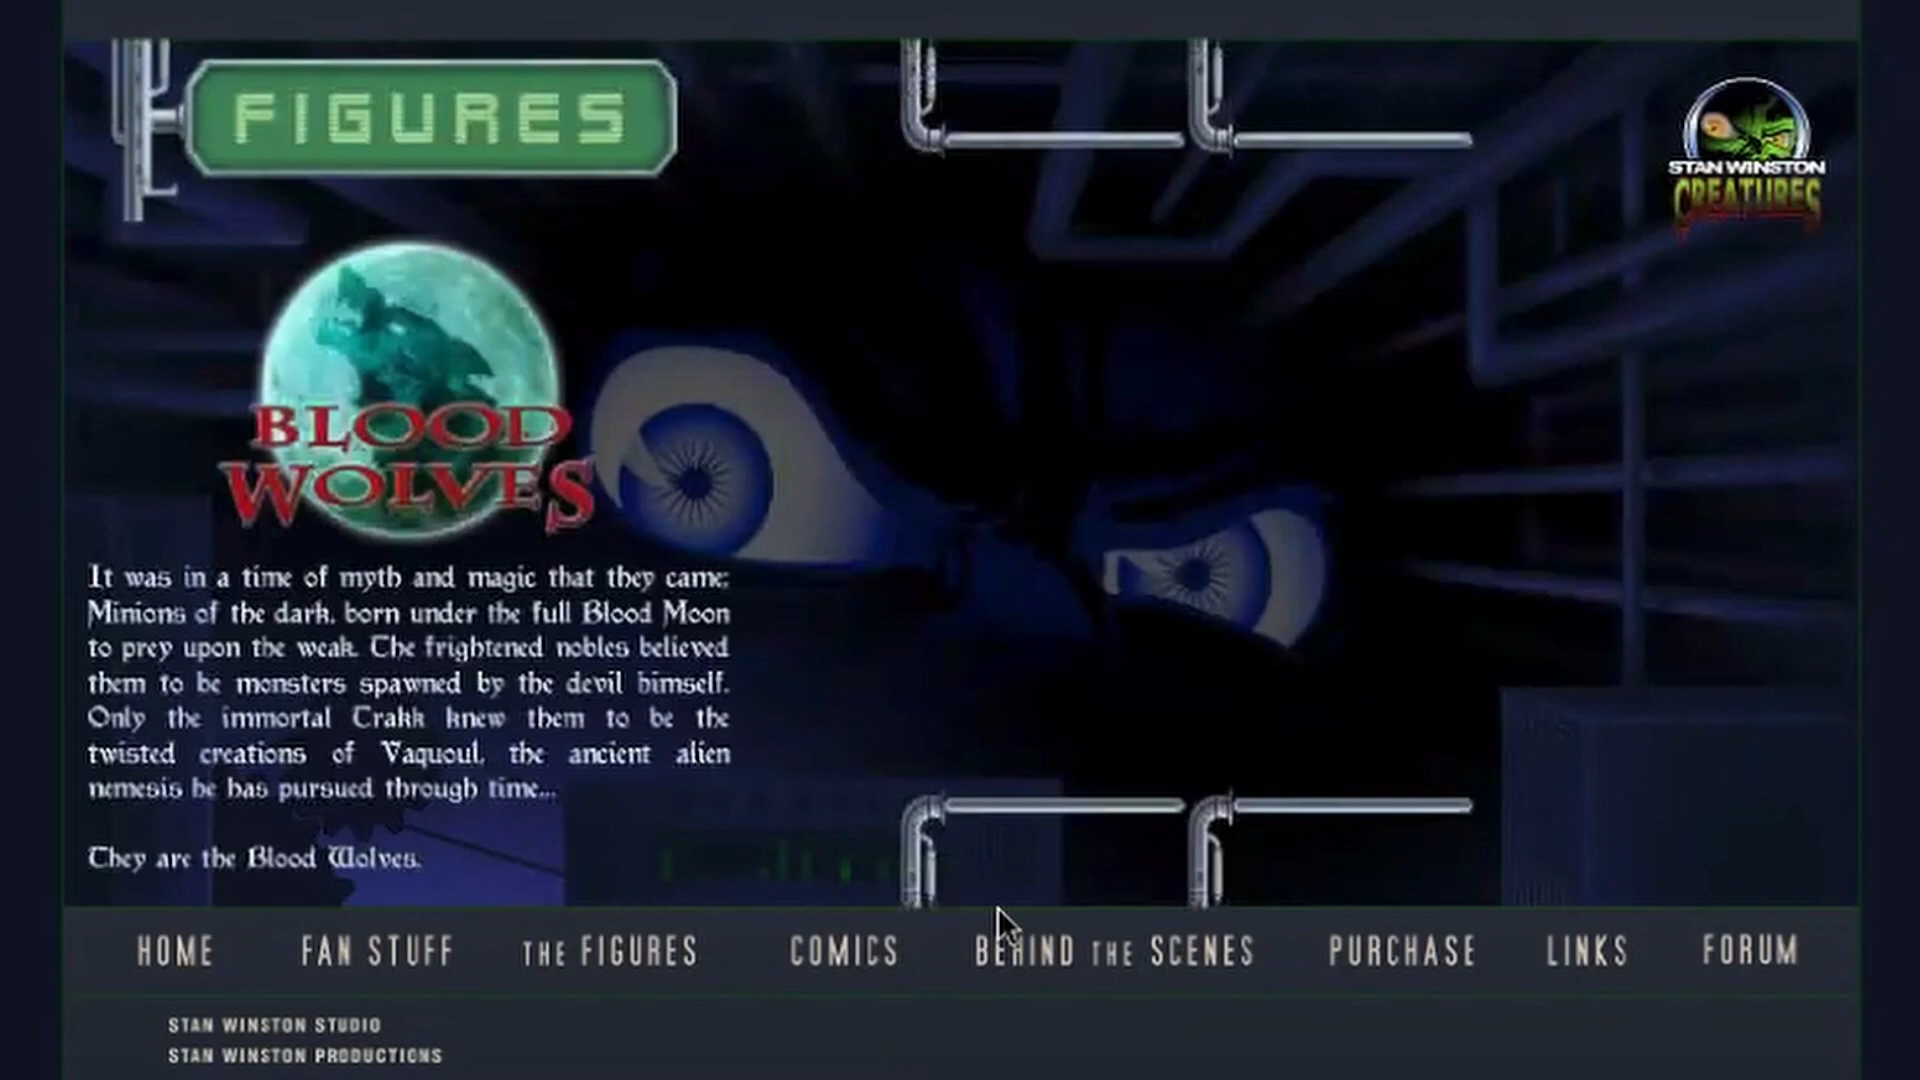 FIGURES
STAN WINSTON
CREATURES
BLOOD
WOLVES
It was in a time of myth and magic that they came;
Minions of the dark, born under the full Blood Moon
to prey upon the weak. The frightened nobles believed
them to be monsters spawned by the devil himself.
Only the immortal Trakk knew them to be the
twisted creations of Vaquoul, the ancient alien
nemesis he has pursued through time...
They are the Blood Wolves.
HOME FAN STUFF THE FIGURES COMICS BEHIND THE SCENES PURCHASE LINKS FORUM
STAN WINSTON STUDIO
STAN WINSTON PRODUCTIONS